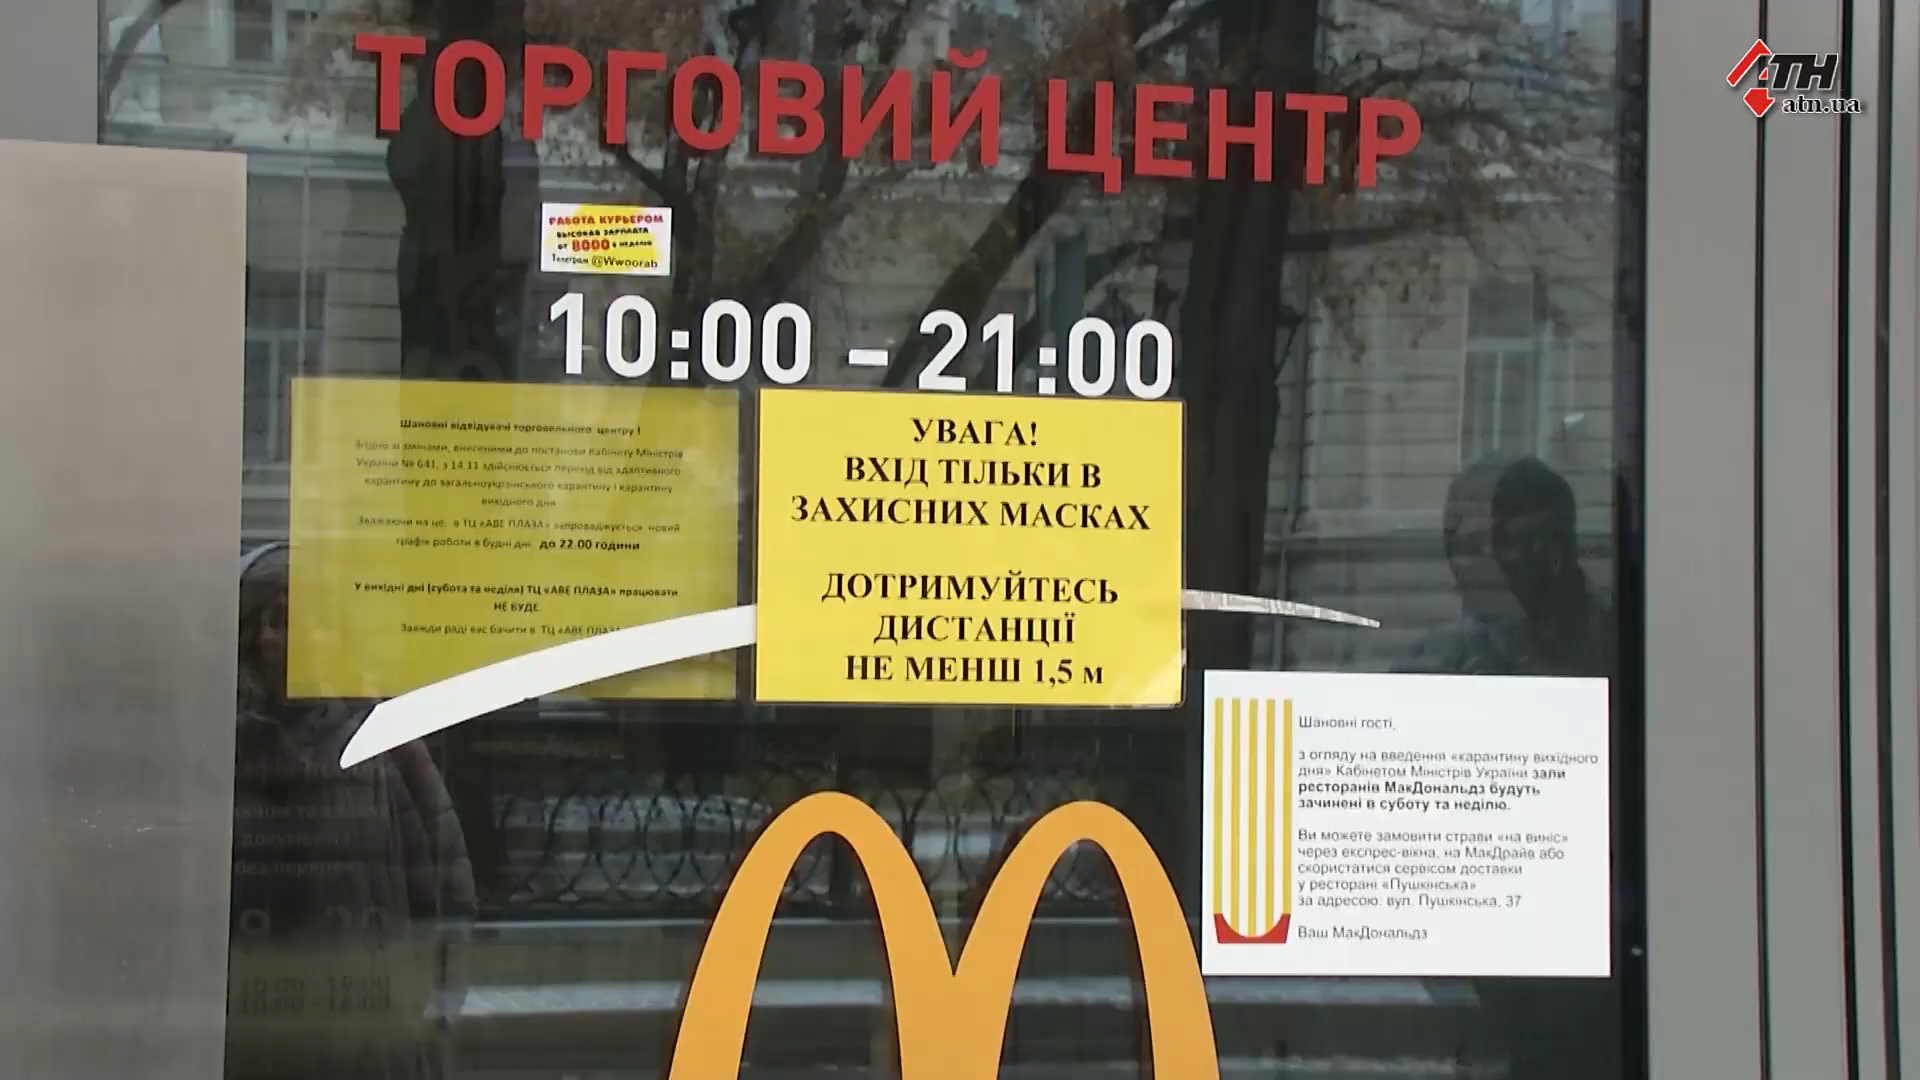 ТОРГОВИЙ ЦЕНТР
АТН
atn.ua
РАБОТА КУРЬЕРОМ
ВЫСОКАЯ ЗАРПЛАТА
от 8000 в неделю
Телеграм @Wwoorab
10:00 - 21:00
Шановні відвідувачі торговельного центру !
Згідно зі змінами, внесеними до постанови Кабінету Міністрів
України № 641, з 14.11 здійснюється перехід від адаптивного
карантину до загальноукраїнського карантину і карантину
вихідного дня
Зважаючи на це, в ТЦ «АВЕ ПЛАЗА» запроваджується новий
графік роботи в будні дні: до 22.00 години
У вихідні дні (субота та неділя) ТЦ «АВЕ ПЛАЗА» працювати
НЕ БУДЕ.
Завжди раді вас бачити в ТЦ «АВЕ ПЛАЗА
УВАГА!
ВХІД ТІЛЬКИ В
ЗАХИСНИХ МАСКАХ
ДОТРИМУЙТЕСЬ
ДИСТАНЦІЇ
НЕ МЕНШ 1,5 м
Шановні гості,
з огляду на введення «карантину вихідного
дня» Кабінетом Міністрів України зали
ресторанів МакДональдз будуть
зачинені в суботу та неділю.
Ви можете замовити страви «на виніс»
через експрес-вікна, на МакДрайв або
скористатися сервісом доставки
у ресторані «Пушкінська»
за адресою: вул. Пушкінська, 37
Ваш МакДональдз